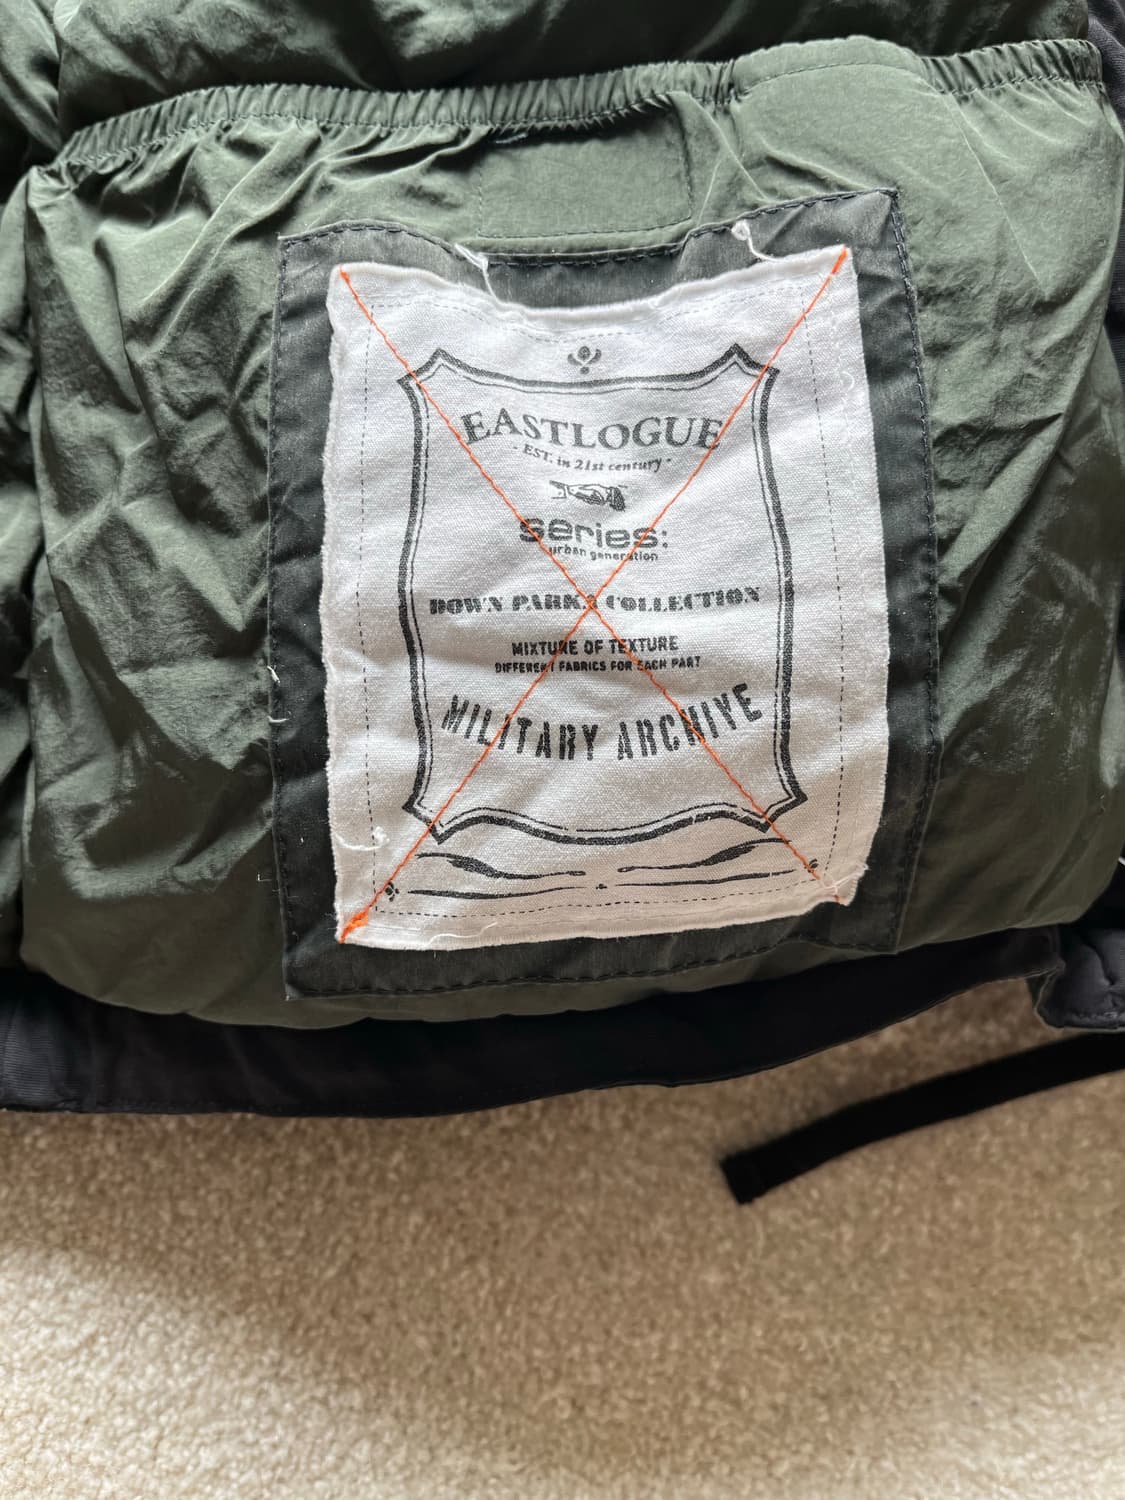 EASTLOGUE
- EST. in 21st century -
series:
urban generation
DOWN PARKA COLLECTION
MIXTURE OF TEXTURE
DIFFERENT FABRICS FOR EACH PART
MILITARY ARCHIVE